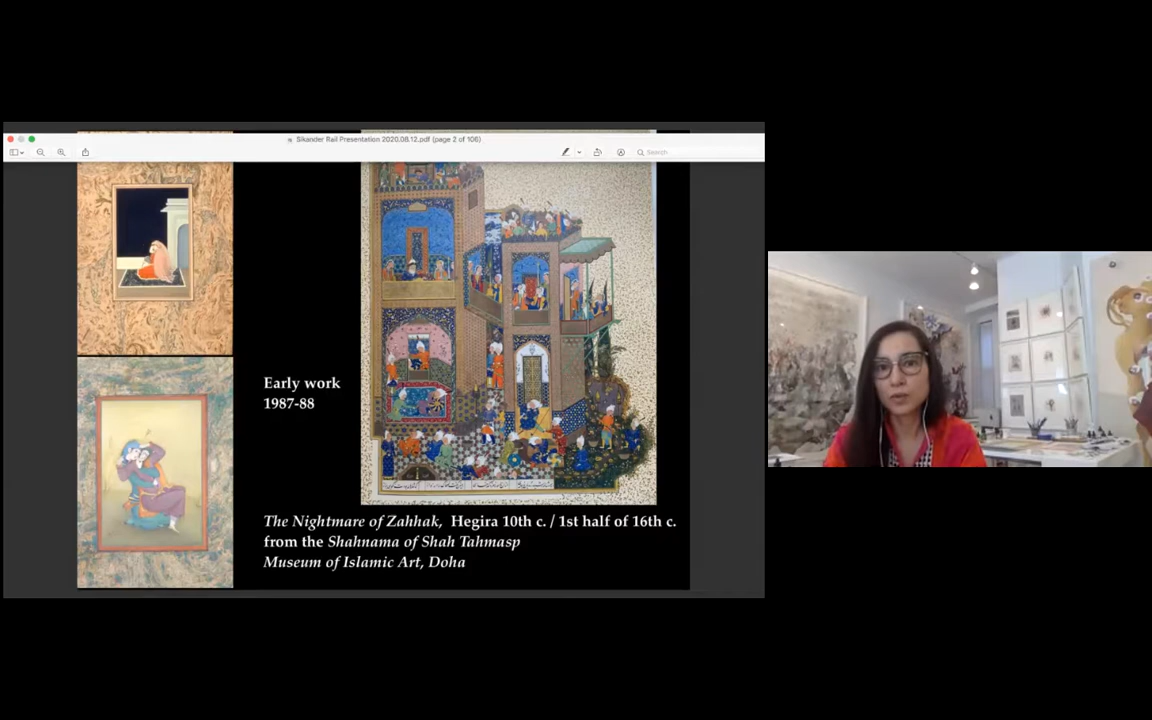 Sikander Rail Presentation 2020.08.12.pdf (page 2 of 106)
Search
Early work
1987-88
The Nightmare of Zahhak, Hegira 10th c. / 1st half of 16th c.
from the Shahnama of Shah Tahmasp
Museum of Islamic Art, Doha